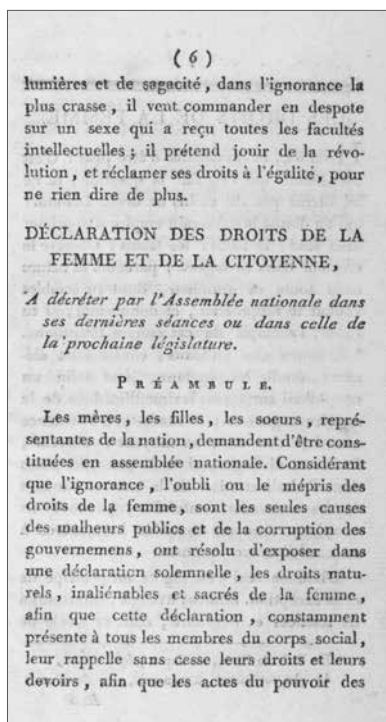 ( 6 )
lumières et de sagacité, dans l'ignorance la
plus crasse, il veut commander en despote
sur un sexe qui a reçu toutes les facultés
intellectuelles ; il prétend jouir de la révo-
lution, et réclamer ses droits à l'égalité, pour
ne rien dire de plus.
DÉCLARATION DES DROITS DE LA
FEMME ET DE LA CITOYENNE,
A décréter par l'Assemblée nationale dans
ses dernières séances ou dans celle de
la prochaine législature.
PRÉAMBULE.
Les mères, les filles, les soeurs, repré-
sentantes de la nation, demandent d'être cons-
tituées en assemblée nationale. Considérant
que l'ignorance, l'oubli ou le mépris des
droits de la femme, sont les seules causes
des malheurs publics et de la corruption des
gouvernemens, ont résolu d'exposer dans
une déclaration solemnelle, les droits natu-
rels, inaliénables et sacrés de la femme,
afin que cette déclaration, constamment
présente à tous les membres du corps social,
leur rappelle sans cesse leurs droits et leurs
devoirs, afin que les actes du pouvoir des